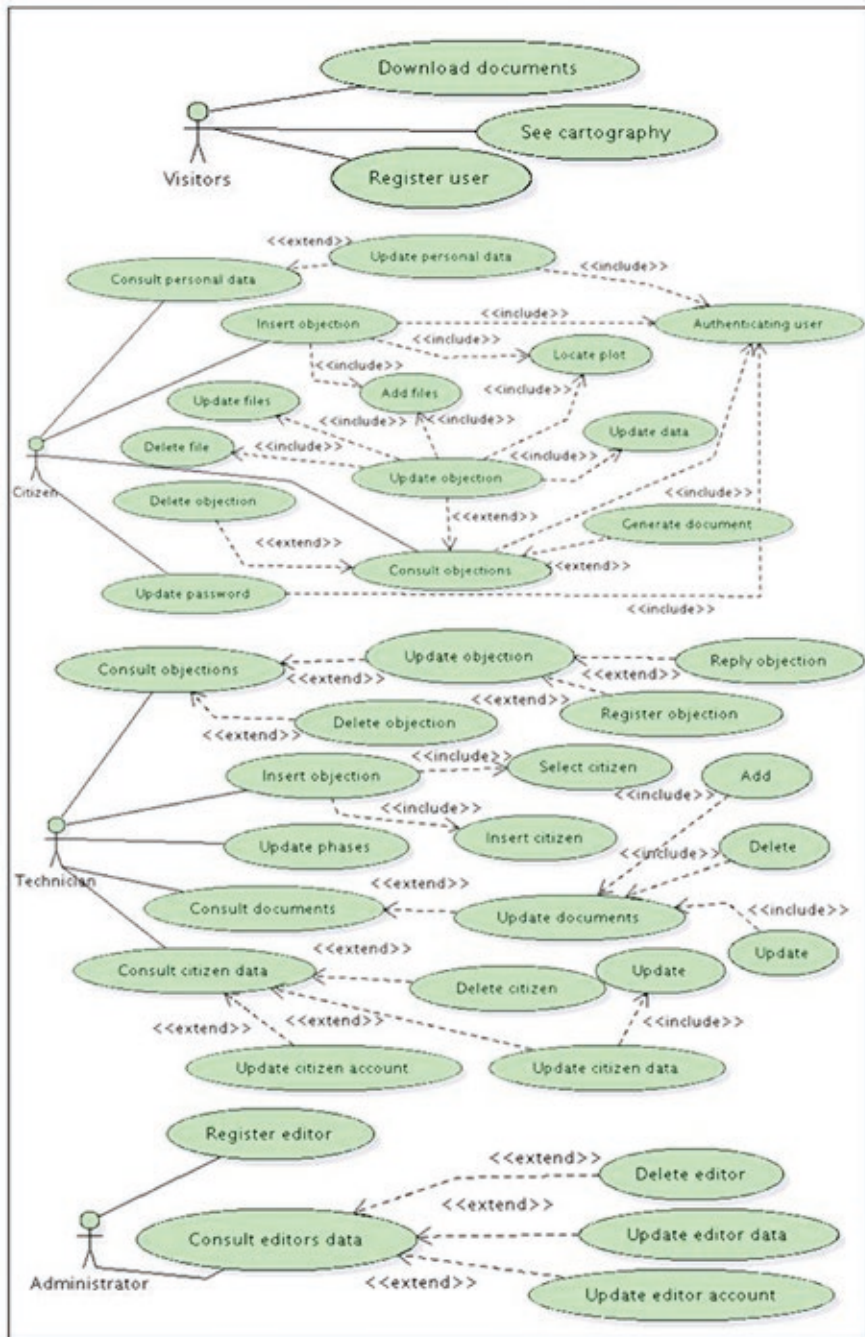 Download documents
See cartography
Visitors
Register user
<<extend>>
Update personal data
Consult personal data
<<include>>
<<include>>
Insert objection
Authenticating user
<<include>>
Locate plot
<<include>>
Update files
Add files
<<include>>
<<include>>
<<include>>
Update data
Citizen
Delete file
<<include>>
Update objection
<<include>>
Delete objection
<<include>>
<<extend>>
Generate document
<<extend>>
Consult objections
<<extend>>
Update password
<<include>>
Consult objections
Update objection
Reply objection
<<extend>>
<<extend>>
<<extend>>
Register objection
Delete objection
<<extend>>
<<include>>
Insert objection
Select citizen
Add
<<include>>
<<include>>
Technician
Update phases
Insert citizen
Delete
<<include>>
<<extend>>
Consult documents
Update documents
<<include>>
Update
<<extend>>
Consult citizen data
Update
Delete citizen
<<extend>>
<<extend>>
<<include>>
Update citizen account
Update citizen data
Register editor
<<extend>>
Delete editor
<<extend>>
Consult editors data
Update editor data
Administrator
<<extend>>
Update editor account